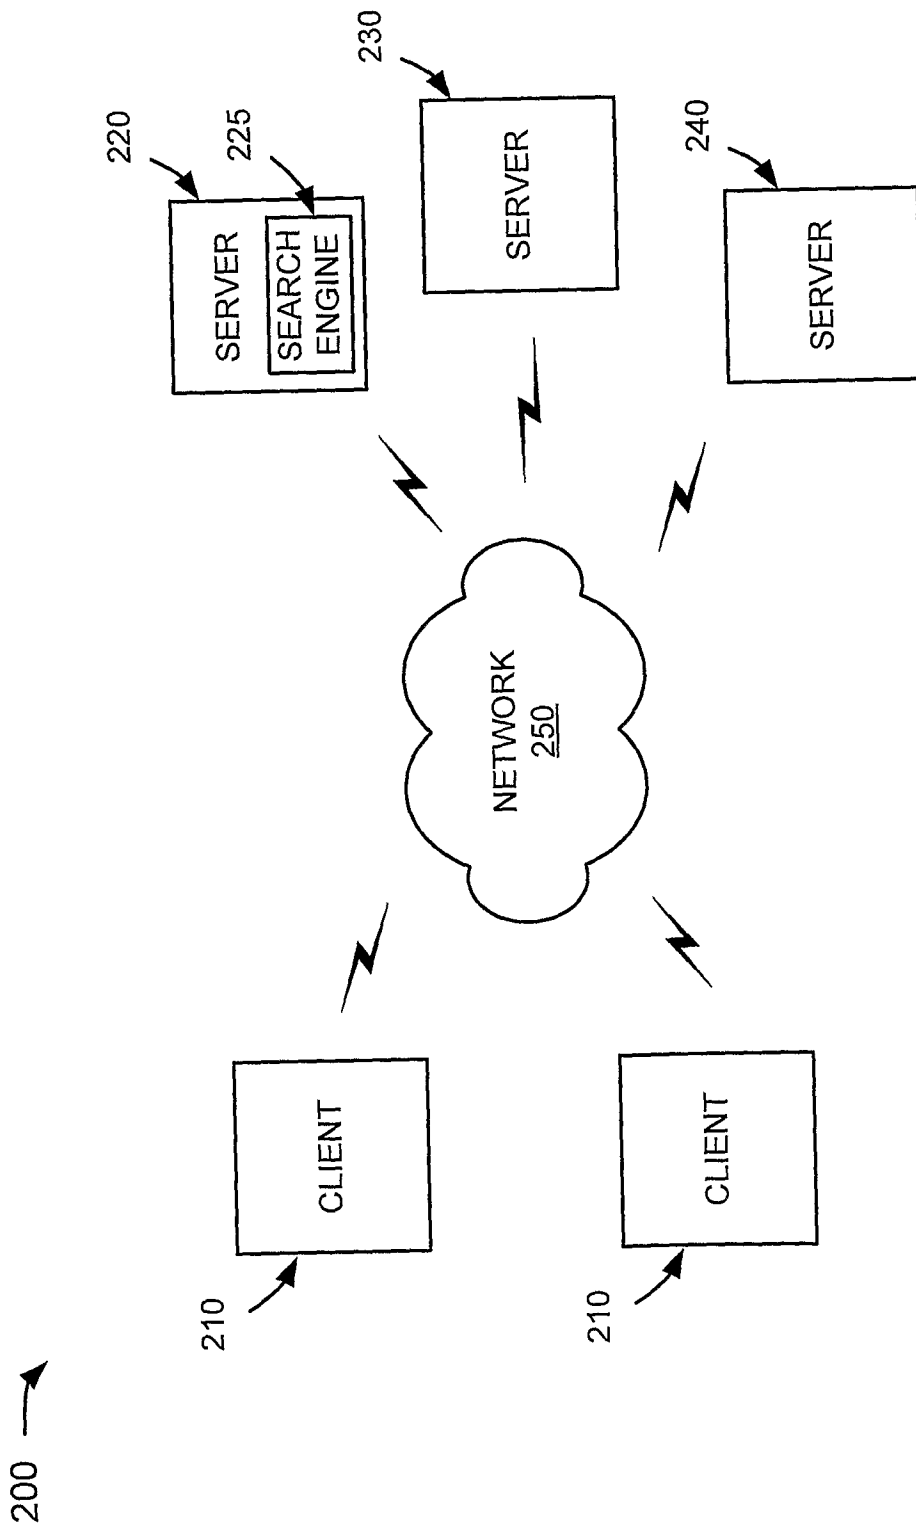 200
210
CLIENT
210
CLIENT
NETWORK
250
220
SERVER
225
SEARCH
ENGINE
230
SERVER
240
SERVER